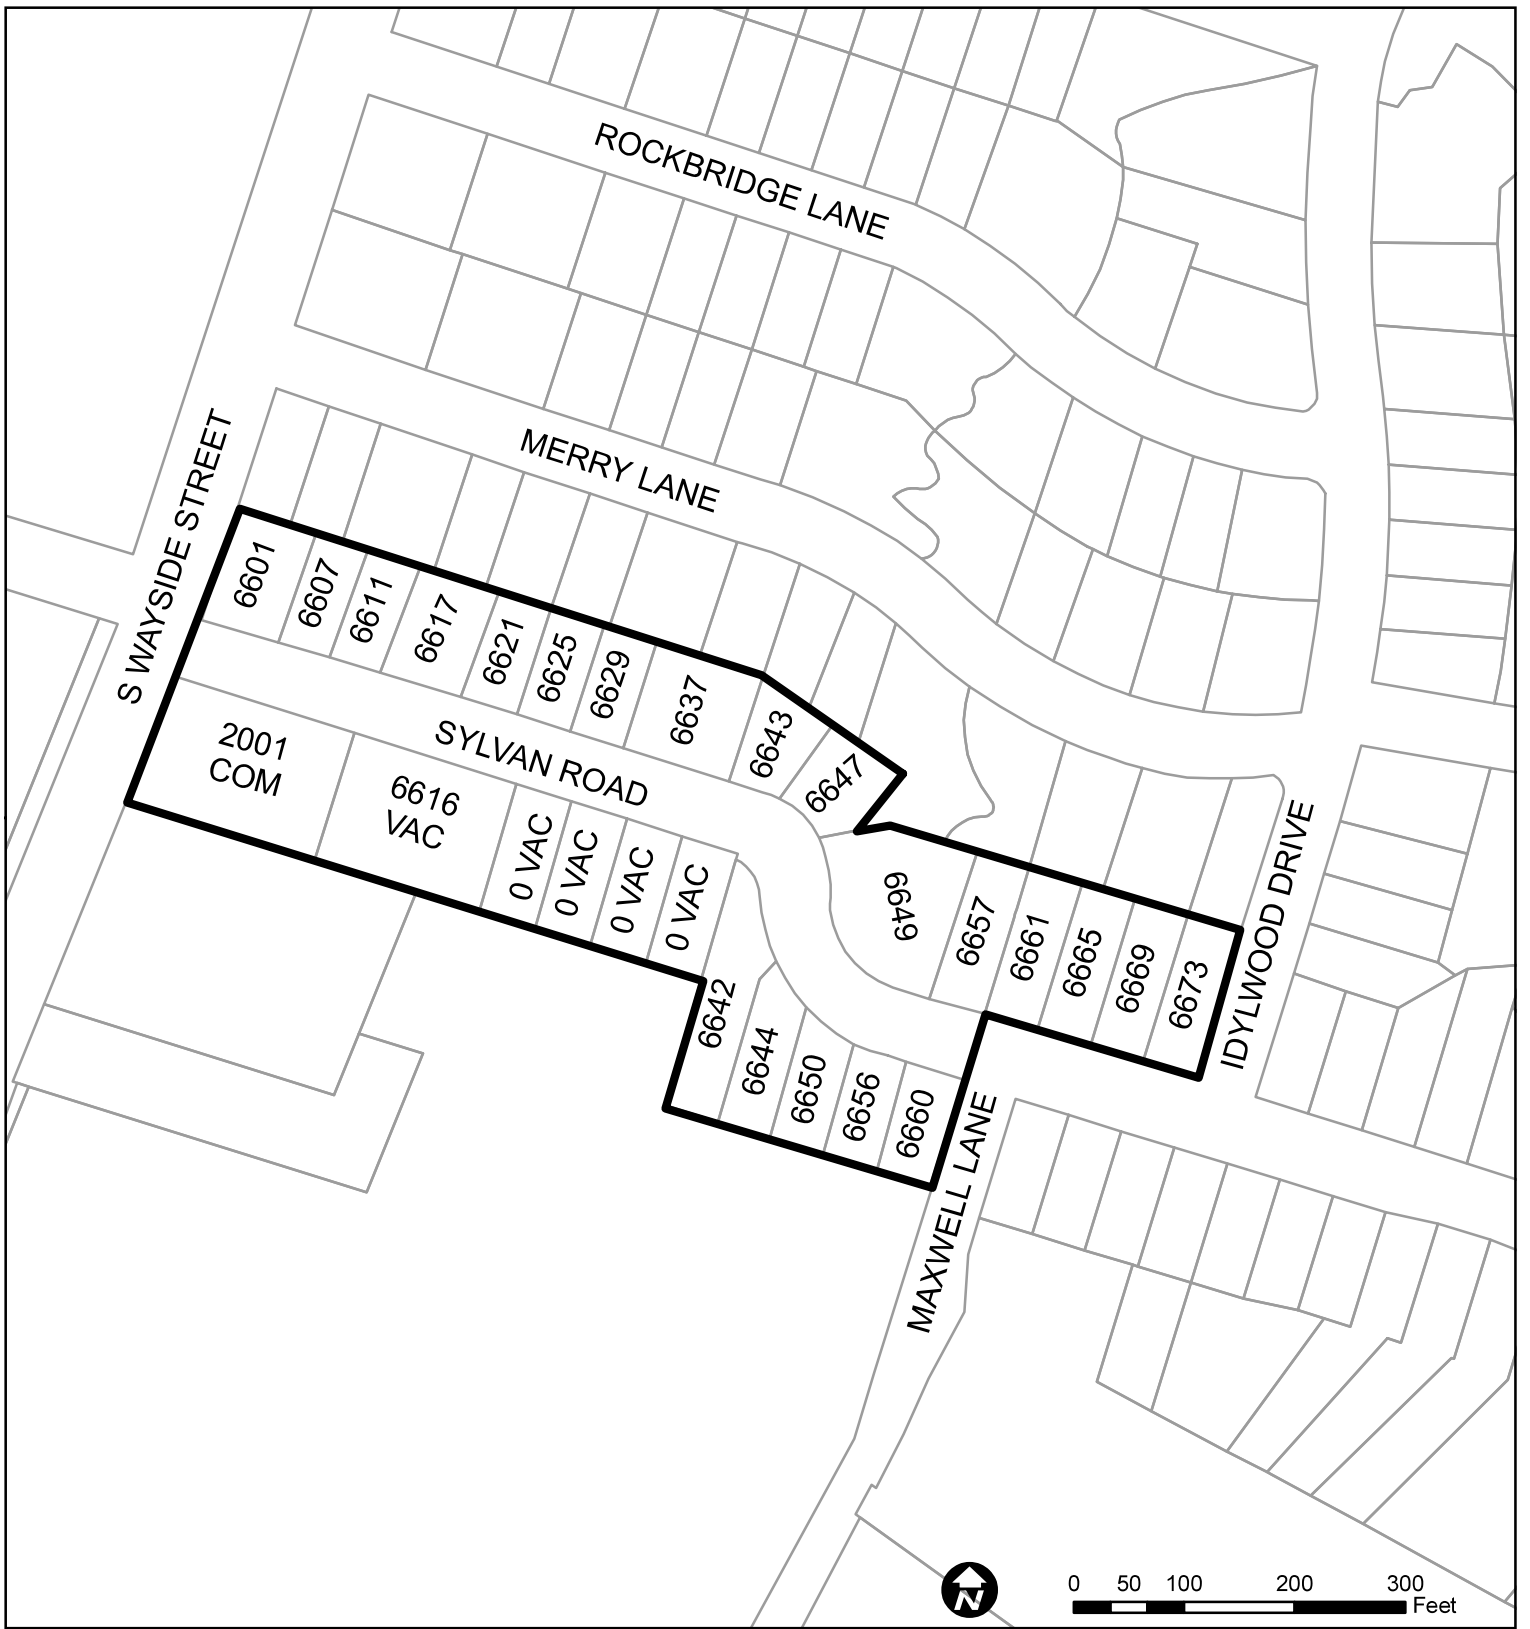 ROCKBRIDGE LANE
MERRY LANE
S WAYSIDE STREET
6601
6607
6611
6617
6621
6625
6629
6637
6643
6647
SYLVAN ROAD
2001
COM
6616
VAC
0 VAC
0 VAC
0 VAC
0 VAC
6649
6657
6661
6665
6669
6673
IDYLWOOD DRIVE
6642
6644
6650
6656
6660
MAXWELL LANE
N
0 50 100 200 300
Feet